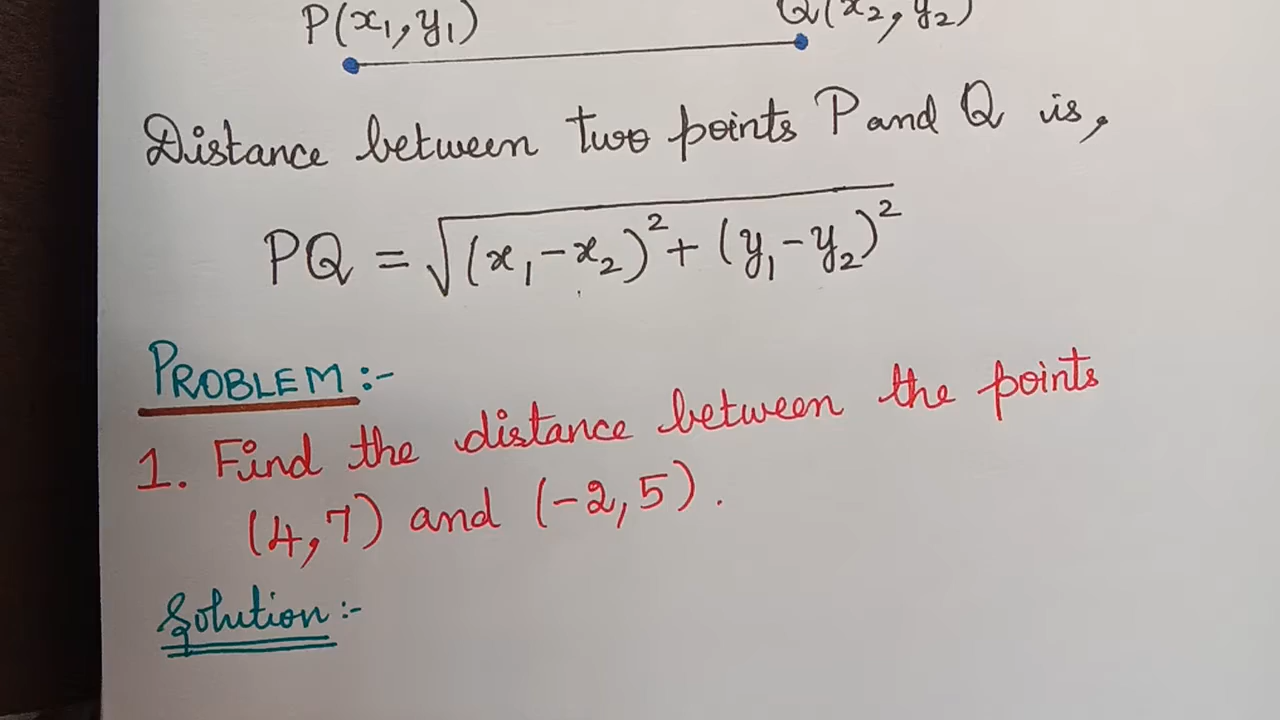 P(x₁, y₁) Q(x₂, y₂)
Distance between two points P and Q is,
PQ = √(x₁-x₂)² + (y₁-y₂)²
PROBLEM :-
1. Find the distance between the points
(4,7) and (-2,5).
Solution :-